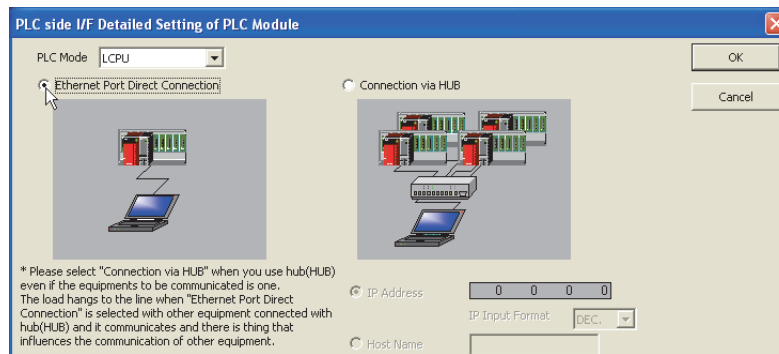 PLC side I/F Detailed Setting of PLC Module
PLC Mode LCPU
OK
Cancel
Ethernet Port Direct Connection
Connection via HUB
* Please select "Connection via HUB" when you use hub(HUB)
even if the equipments to be communicated is one.
The load hangs to the line when "Ethernet Port Direct
Connection" is selected with other equipment connected with
hub(HUB) and it communicates and there is thing that
influences the communication of other equipment.
IP Address 0 0 0 0
IP Input Format DEC.
Host Name